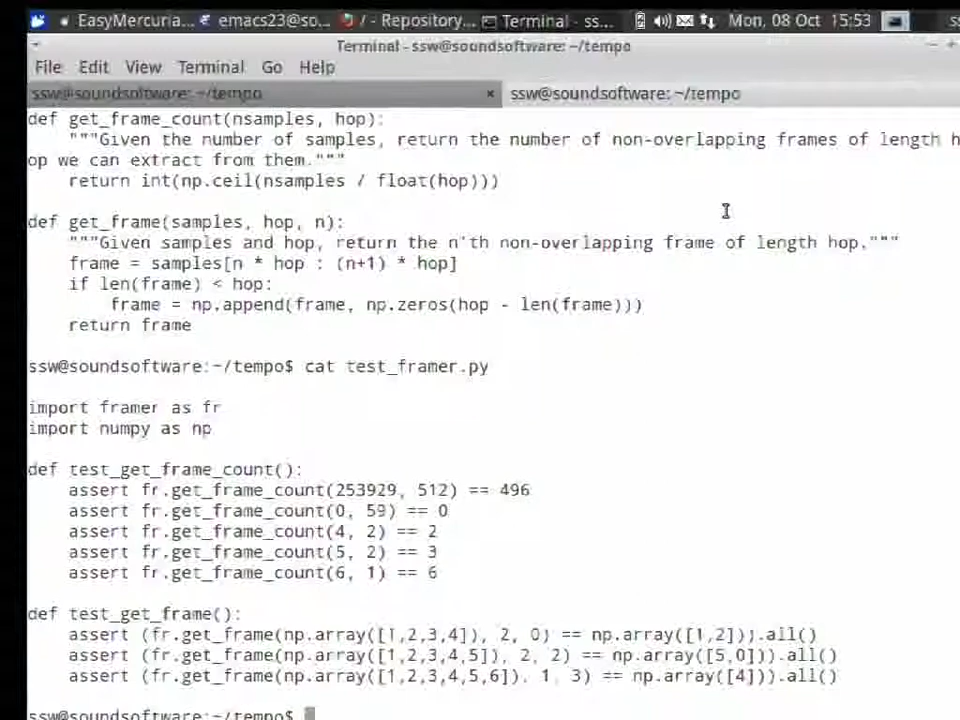 EasyMercuria... emacs23@so... / - Repository... Terminal - ss... Mon, 08 Oct 15:53
Terminal - ssw@soundsoftware: ~/tempo
File Edit View Terminal Go Help
ssw@soundsoftware: ~/tempo × ssw@soundsoftware: ~/tempo
def get_frame_count(nsamples, hop):
"""Given the number of samples, return the number of non-overlapping frames of length h
op we can extract from them."""
return int(np.ceil(nsamples / float(hop)))
def get_frame(samples, hop, n):
"""Given samples and hop, return the n'th non-overlapping frame of length hop."""
frame = samples[n * hop : (n+1) * hop]
if len(frame) < hop:
frame = np.append(frame, np.zeros(hop - len(frame)))
return frame
ssw@soundsoftware:~/tempo$ cat test_framer.py
import framer as fr
import numpy as np
def test_get_frame_count():
assert fr.get_frame_count(253929, 512) == 496
assert fr.get_frame_count(0, 59) == 0
assert fr.get_frame_count(4, 2) == 2
assert fr.get_frame_count(5, 2) == 3
assert fr.get_frame_count(6, 1) == 6
def test_get_frame():
assert (fr.get_frame(np.array([1,2,3,4]), 2, 0) == np.array([1,2])).all()
assert (fr.get_frame(np.array([1,2,3,4,5]), 2, 2) == np.array([5,0])).all()
assert (fr.get_frame(np.array([1,2,3,4,5,6]), 1, 3) == np.array([4])).all()
ssw@soundsoftware:~/tempo$